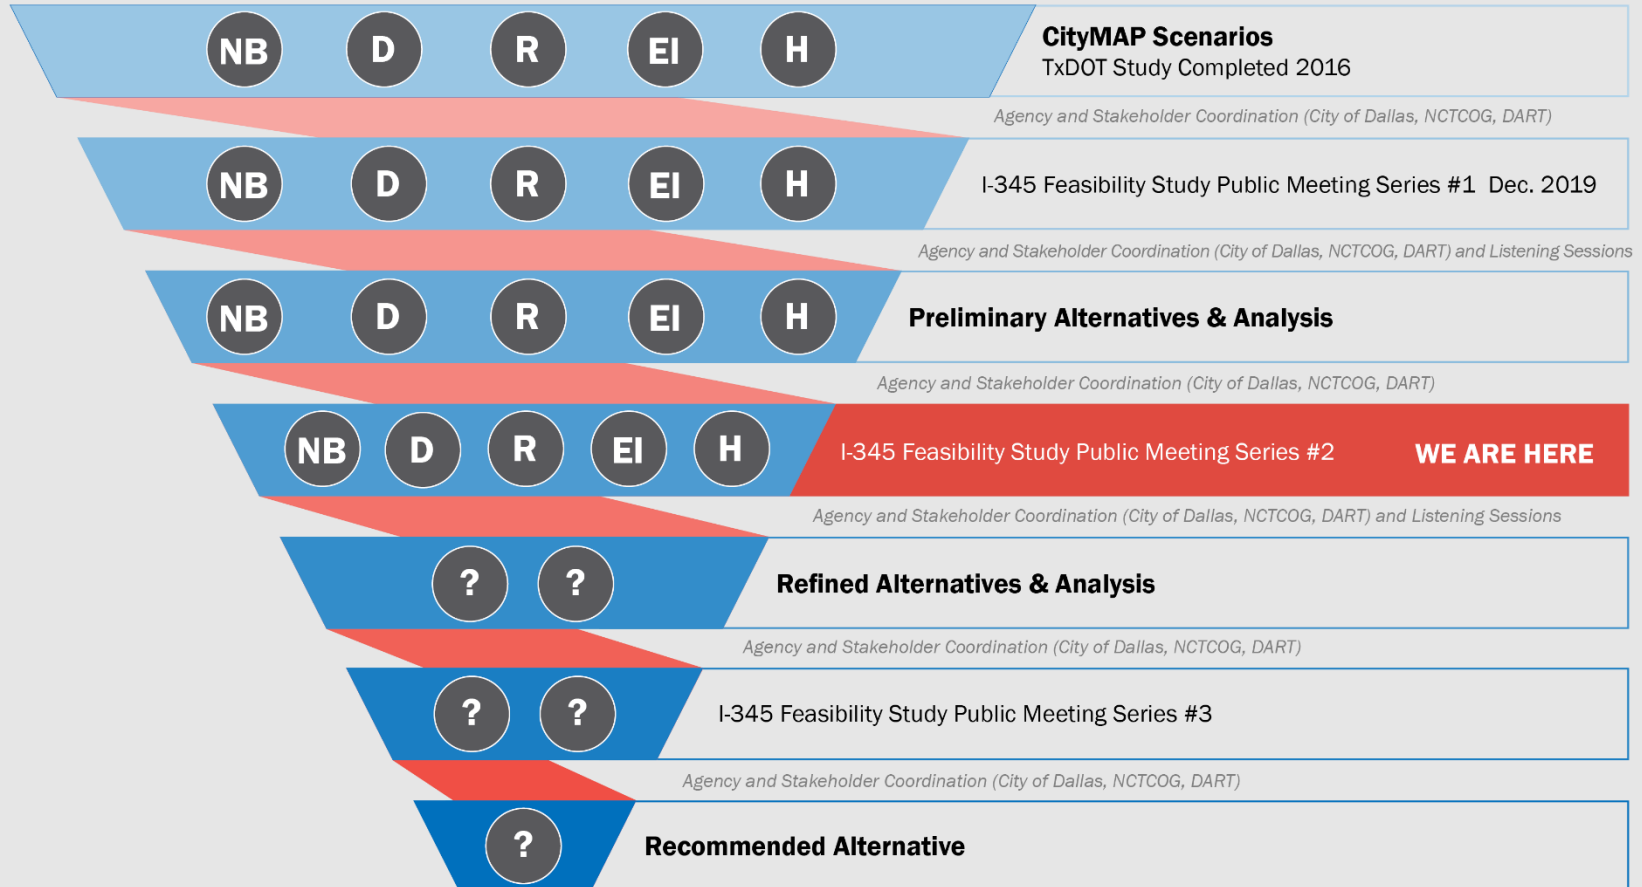 NB D R EI H
CityMAP Scenarios
TxDOT Study Completed 2016
Agency and Stakeholder Coordination (City of Dallas, NCTCOG, DART)
NB D R EI H
I-345 Feasibility Study Public Meeting Series #1 Dec. 2019
Agency and Stakeholder Coordination (City of Dallas, NCTCOG, DART) and Listening Sessions
NB D R EI H
Preliminary Alternatives & Analysis
Agency and Stakeholder Coordination (City of Dallas, NCTCOG, DART)
NB D R EI H
I-345 Feasibility Study Public Meeting Series #2 WE ARE HERE
Agency and Stakeholder Coordination (City of Dallas, NCTCOG, DART) and Listening Sessions
? ?
Refined Alternatives & Analysis
Agency and Stakeholder Coordination (City of Dallas, NCTCOG, DART)
? ?
I-345 Feasibility Study Public Meeting Series #3
Agency and Stakeholder Coordination (City of Dallas, NCTCOG, DART)
?
Recommended Alternative